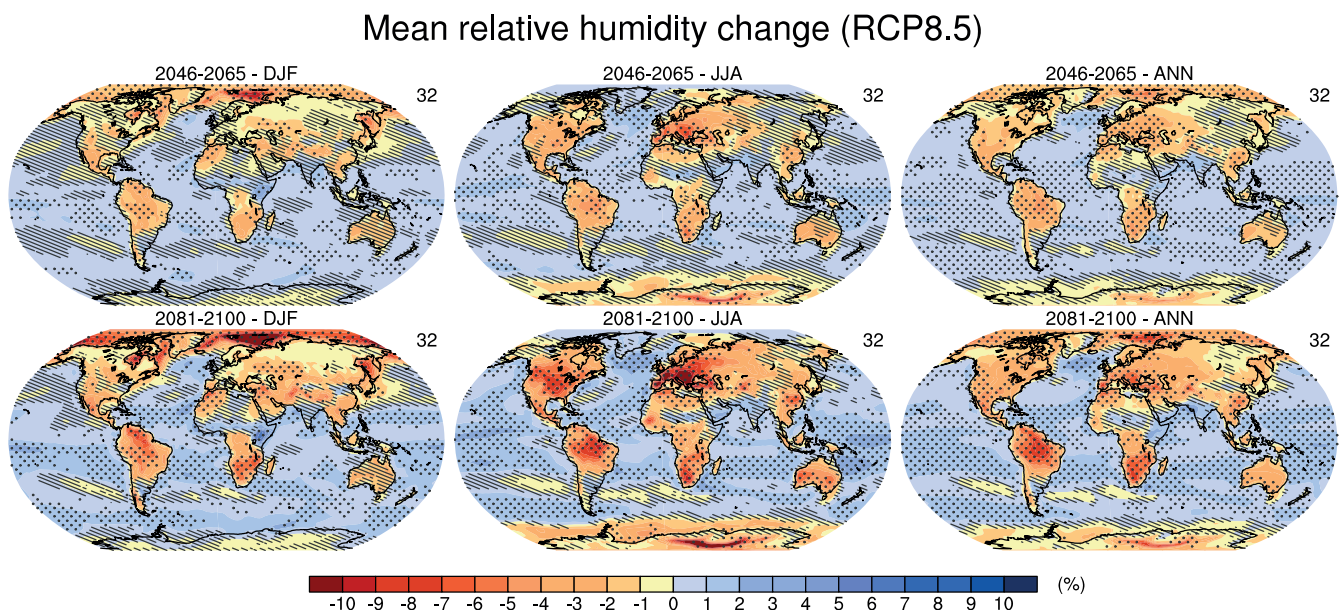 Mean relative humidity change (RCP8.5)
2046-2065 - DJF 2046-2065 - JJA 2046-2065 - ANN
32 32 32
2081-2100 - DJF 2081-2100 - JJA 2081-2100 - ANN
32 32 32
-10 -9 -8 -7 -6 -5 -4 -3 -2 -1 0 1 2 3 4 5 6 7 8 9 10 (%)